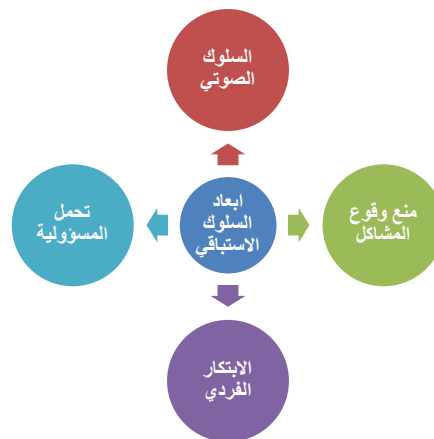 السلوك
الصوتي
منع وقوع
المشاكل
ابعاد
السلوك
الاستباقي
تحمل
المسؤولية
الابتكار
الفردي